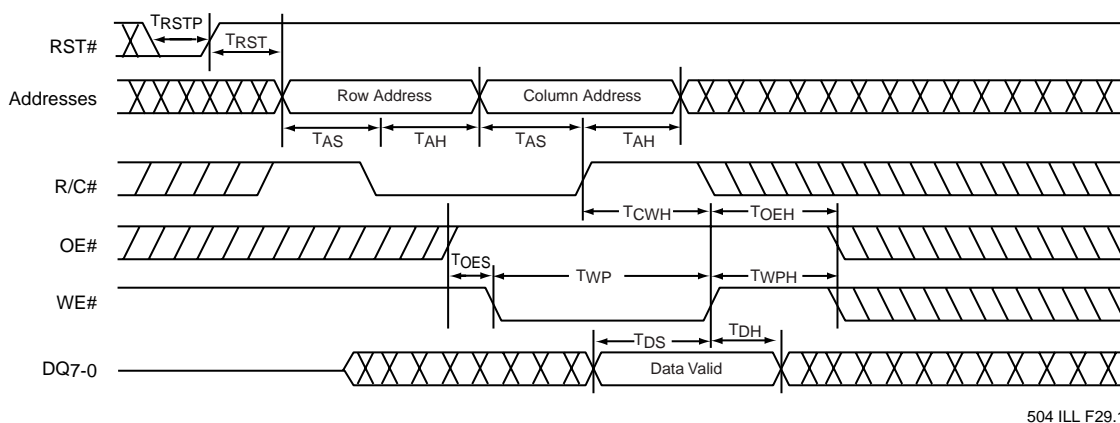 TRSTP
RST#
TRST
Addresses
Row Address
Column Address
TAS
TAH
TAS
TAH
R/C#
TCWH
TOEH
OE#
TOES
TWP
TWPH
WE#
TDS
TDH
DQ7-0
Data Valid
504 ILL F29.1